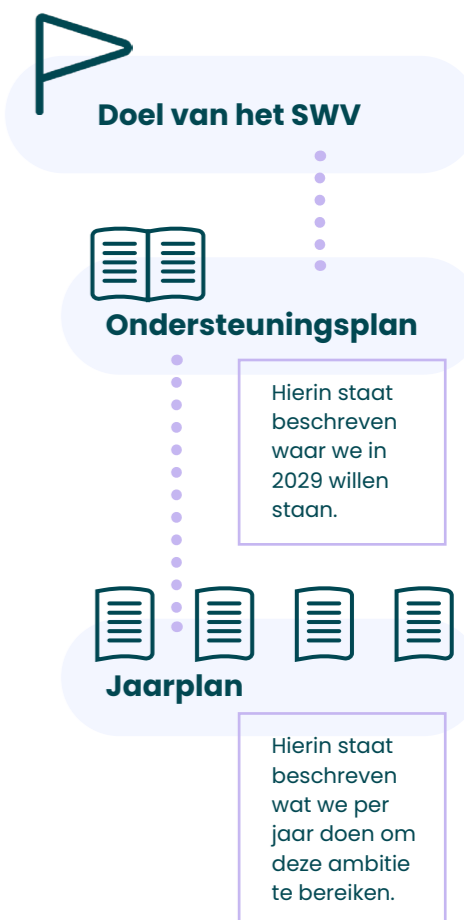 Doel van het SWV
Ondersteuningsplan
Hierin staat
beschreven
waar we in
2029 willen
staan.
Jaarplan
Hierin staat
beschreven
wat we per
jaar doen om
deze ambitie
te bereiken.